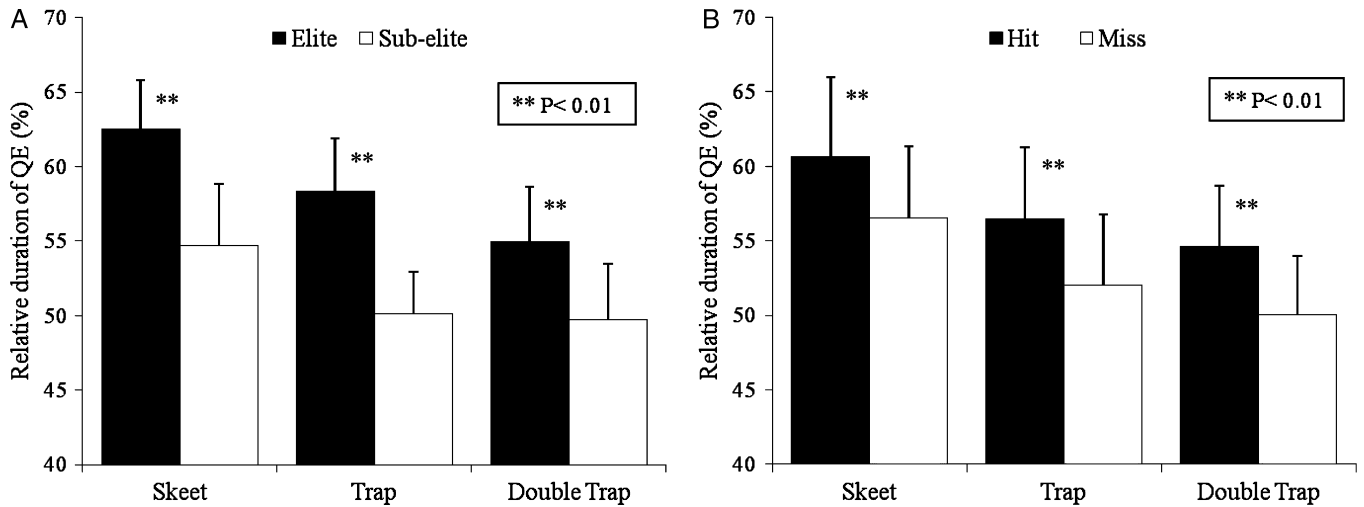 A
Relative duration of QE (%)
70
65
60
55
50
45
40
Elite Sub-elite
** P< 0.01
**
**
**
Skeet Trap Double Trap
B
Relative duration of QE (%)
70
65
60
55
50
45
40
Hit Miss
** P< 0.01
**
**
**
Skeet Trap Double Trap